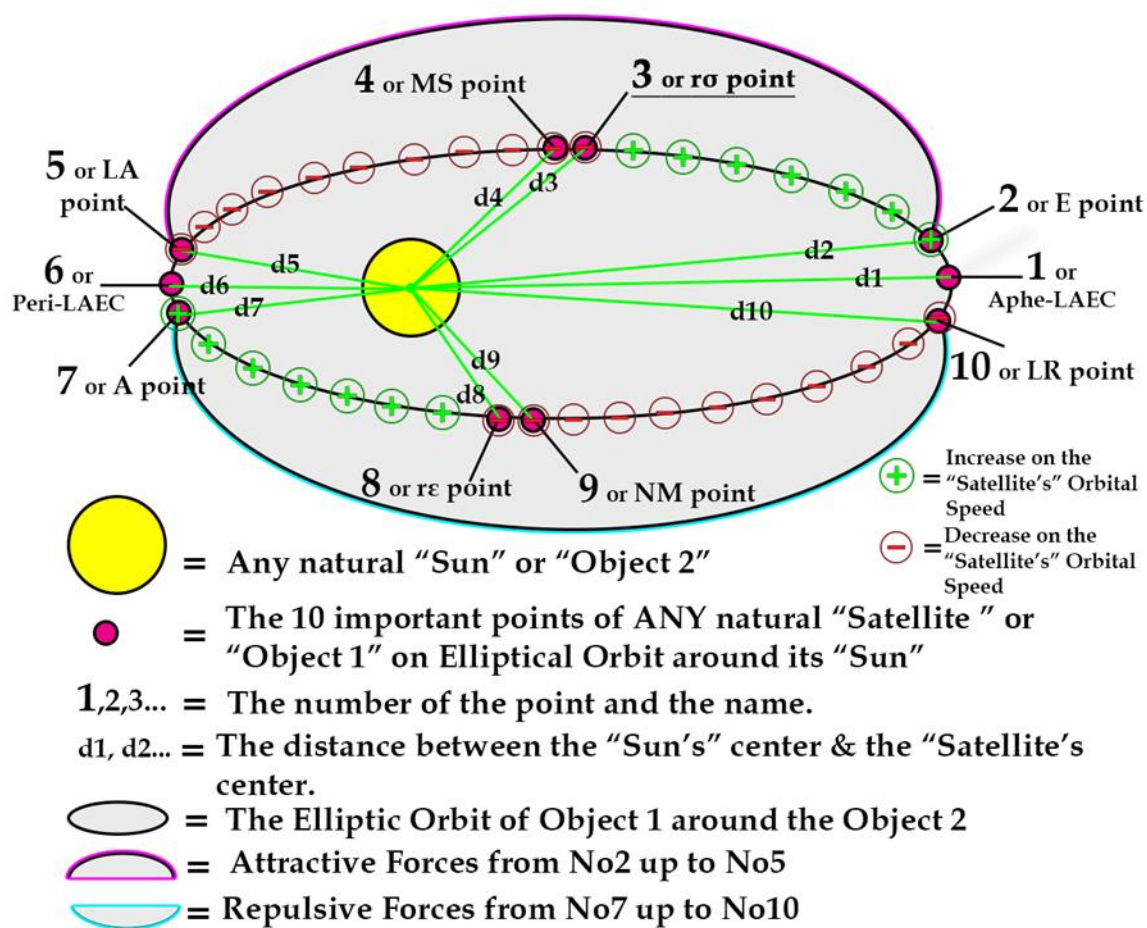 4 or MS point
3 or rσ point
5 or LA
point
d4
d3
2 or E point
d2
6 or
Peri-LAEC
d5
d6
d1
1 or
Aphe-LAEC
d7
d10
7 or A point
d9
d8
10 or LR point
8 or rε point
9 or NM point
+ = Increase on the
“Satellite's” Orbital
Speed
− = Decrease on the
“Satellite's” Orbital
Speed
= Any natural “Sun” or “Object 2”
= The 10 important points of ANY natural “Satellite ” or
“Object 1” on Elliptical Orbit around its “Sun”
1,2,3... = The number of the point and the name.
d1, d2... = The distance between the “Sun's” center & the “Satellite's
center.
= The Elliptic Orbit of Object 1 around the Object 2
= Attractive Forces from No2 up to No5
= Repulsive Forces from No7 up to No10